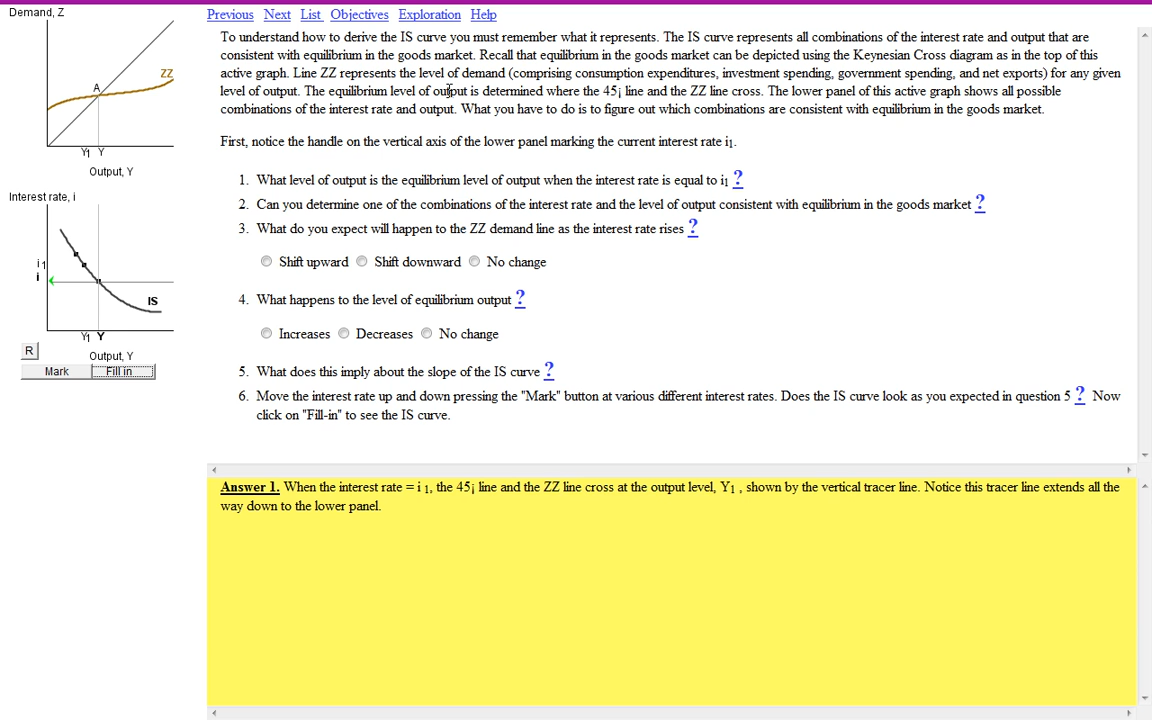 Demand, Z
ZZ
A
Y1 Y
Output, Y
Interest rate, i
i1
i
IS
Y1 Y
Output, Y
R
Mark
Fill in
Previous Next List Objectives Exploration Help
To understand how to derive the IS curve you must remember what it represents. The IS curve represents all combinations of the interest rate and output that are
consistent with equilibrium in the goods market. Recall that equilibrium in the goods market can be depicted using the Keynesian Cross diagram as in the top of this
active graph. Line ZZ represents the level of demand (comprising consumption expenditures, investment spending, government spending, and net exports) for any given
level of output. The equilibrium level of output is determined where the 45¡ line and the ZZ line cross. The lower panel of this active graph shows all possible
combinations of the interest rate and output. What you have to do is to figure out which combinations are consistent with equilibrium in the goods market.
First, notice the handle on the vertical axis of the lower panel marking the current interest rate i1.
1. What level of output is the equilibrium level of output when the interest rate is equal to i1 ?
2. Can you determine one of the combinations of the interest rate and the level of output consistent with equilibrium in the goods market ?
3. What do you expect will happen to the ZZ demand line as the interest rate rises ?
Shift upward Shift downward No change
4. What happens to the level of equilibrium output ?
Increases Decreases No change
5. What does this imply about the slope of the IS curve ?
6. Move the interest rate up and down pressing the "Mark" button at various different interest rates. Does the IS curve look as you expected in question 5 ? Now
click on "Fill-in" to see the IS curve.
Answer 1. When the interest rate = i 1, the 45¡ line and the ZZ line cross at the output level, Y1 , shown by the vertical tracer line. Notice this tracer line extends all the
way down to the lower panel.